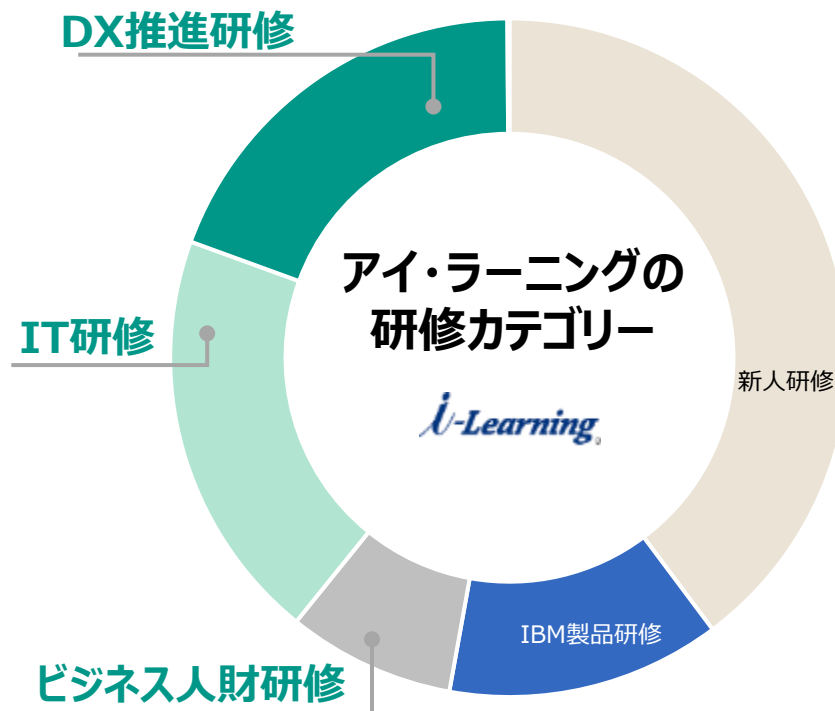 DX推進研修
アイ・ラーニングの
研修カテゴリー
IT研修
新人研修
i-Learning®
IBM製品研修
ビジネス人財研修